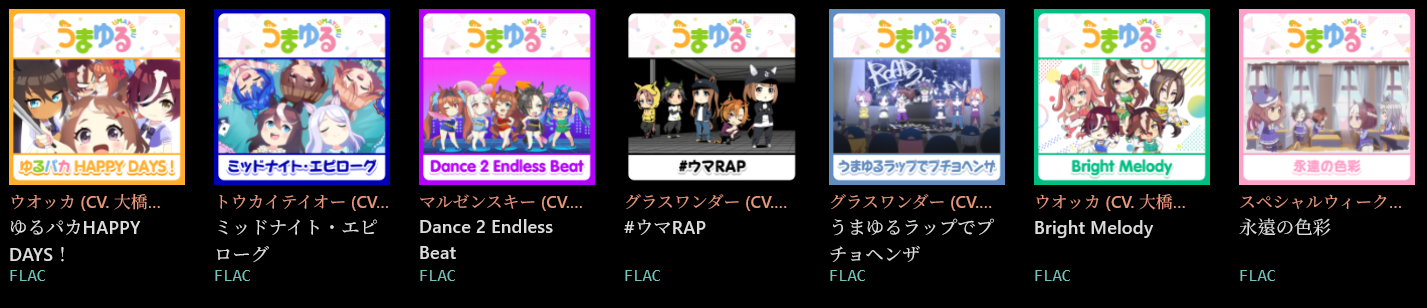 うまゆる
UMAYURU
ゆるパカ HAPPY DAYS!
ウオッカ (CV. 大橋...
ゆるパカHAPPY
DAYS！
FLAC
うまゆる
UMAYURU
ミッドナイト・エピローグ
トウカイテイオー (CV...
ミッドナイト・エピ
ローグ
FLAC
うまゆる
UMAYURU
Dance 2 Endless Beat
マルゼンスキー (CV....
Dance 2 Endless
Beat
FLAC
うまゆる
UMAYURU
#ウマRAP
グラスワンダー (CV....
#ウマRAP
FLAC
うまゆる
UMAYURU
ROAD
うまゆるラップでブチョヘンザ
グラスワンダー (CV....
うまゆるラップでブ
チョヘンザ
FLAC
うまゆる
UMAYURU
Bright Melody
ウオッカ (CV. 大橋...
Bright Melody
FLAC
うまゆる
UMAYURU
永遠の色彩
スペシャルウィーク...
永遠の色彩
FLAC